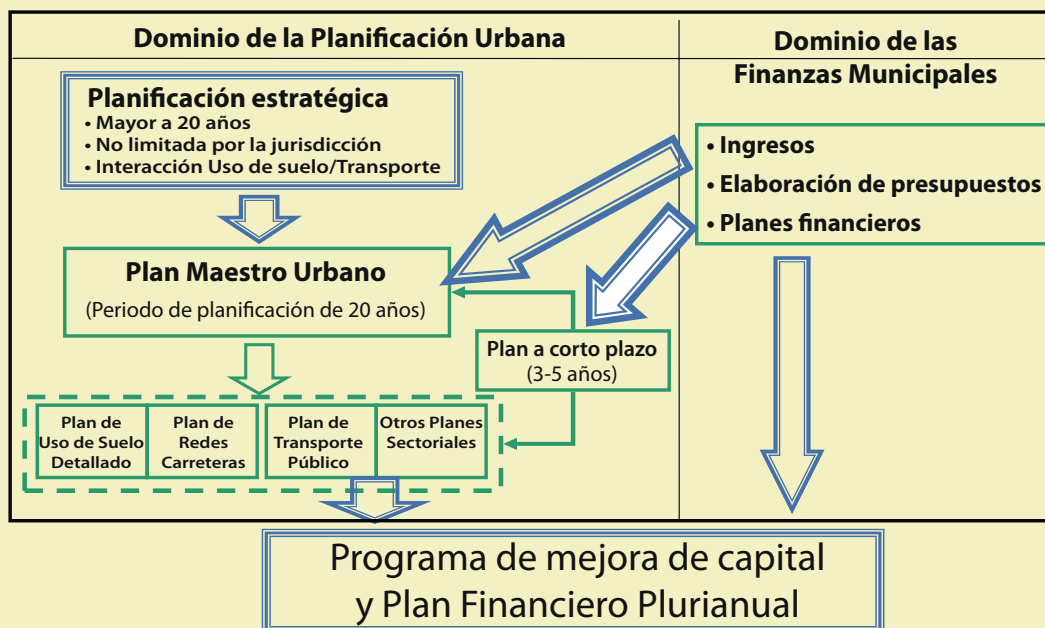 Dominio de la Planificación Urbana
Dominio de las
Finanzas Municipales
Planificación estratégica
• Mayor a 20 años
• No limitada por la jurisdicción
• Interacción Uso de suelo/Transporte
• Ingresos
• Elaboración de presupuestos
• Planes financieros
Plan Maestro Urbano
(Periodo de planificación de 20 años)
Plan a corto plazo
(3-5 años)
Plan de
Uso de Suelo
Detallado
Plan de
Redes
Carreteras
Plan de
Transporte
Público
Otros Planes
Sectoriales
Programa de mejora de capital
y Plan Financiero Plurianual